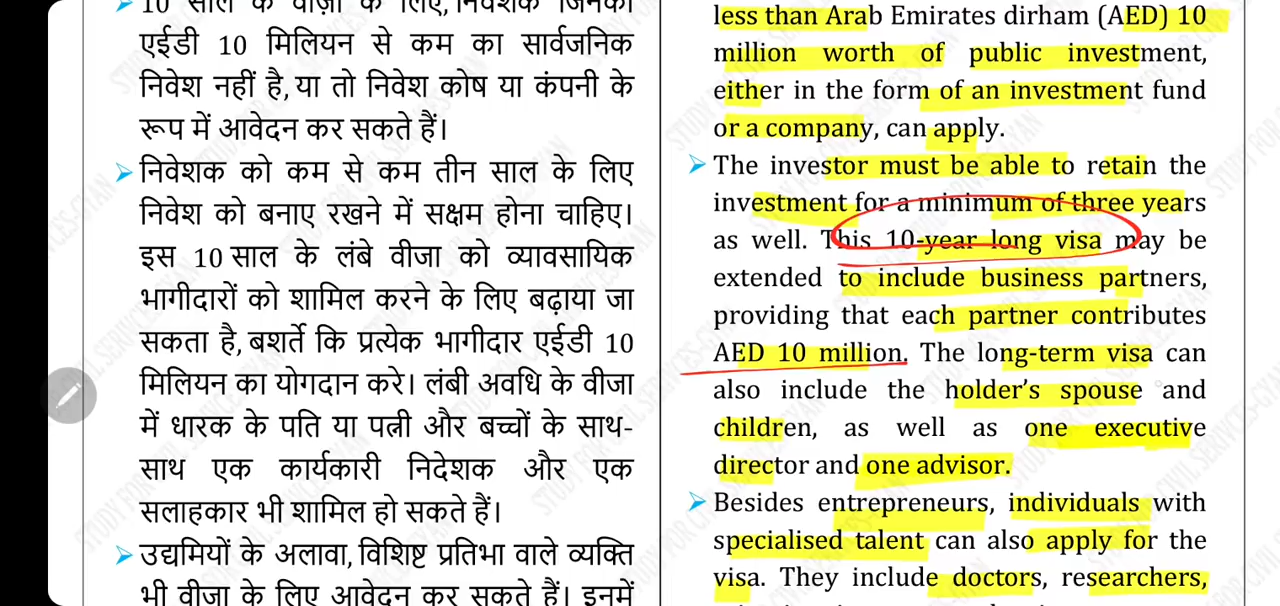 10 साल के वीज़ा के लिए, निवेशक जिनका
एईडी 10 मिलियन से कम का सार्वजनिक
निवेश नहीं है, या तो निवेश कोष या कंपनी के
रूप में आवेदन कर सकते हैं।
निवेशक को कम से कम तीन साल के लिए
निवेश को बनाए रखने में सक्षम होना चाहिए।
इस 10 साल के लंबे वीजा को व्यावसायिक
भागीदारों को शामिल करने के लिए बढ़ाया जा
सकता है, बशर्ते कि प्रत्येक भागीदार एईडी 10
मिलियन का योगदान करे। लंबी अवधि के वीजा
में धारक के पति या पत्नी और बच्चों के साथ-
साथ एक कार्यकारी निदेशक और एक
सलाहकार भी शामिल हो सकते हैं।
उद्यमियों के अलावा, विशिष्ट प्रतिभा वाले व्यक्ति
भी वीजा के लिए आवेदन कर सकते हैं। इनमें
less than Arab Emirates dirham (AED) 10
million worth of public investment,
either in the form of an investment fund
or a company, can apply.
The investor must be able to retain the
investment for a minimum of three years
as well. This 10-year long visa may be
extended to include business partners,
providing that each partner contributes
AED 10 million. The long-term visa can
also include the holder's spouse and
children, as well as one executive
director and one advisor.
Besides entrepreneurs, individuals with
specialised talent can also apply for the
visa. They include doctors, researchers,